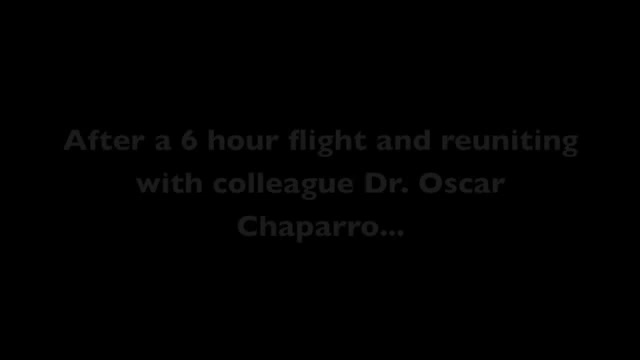 After a 6 hour flight and reuniting
with colleague Dr. Oscar
Chaparro...